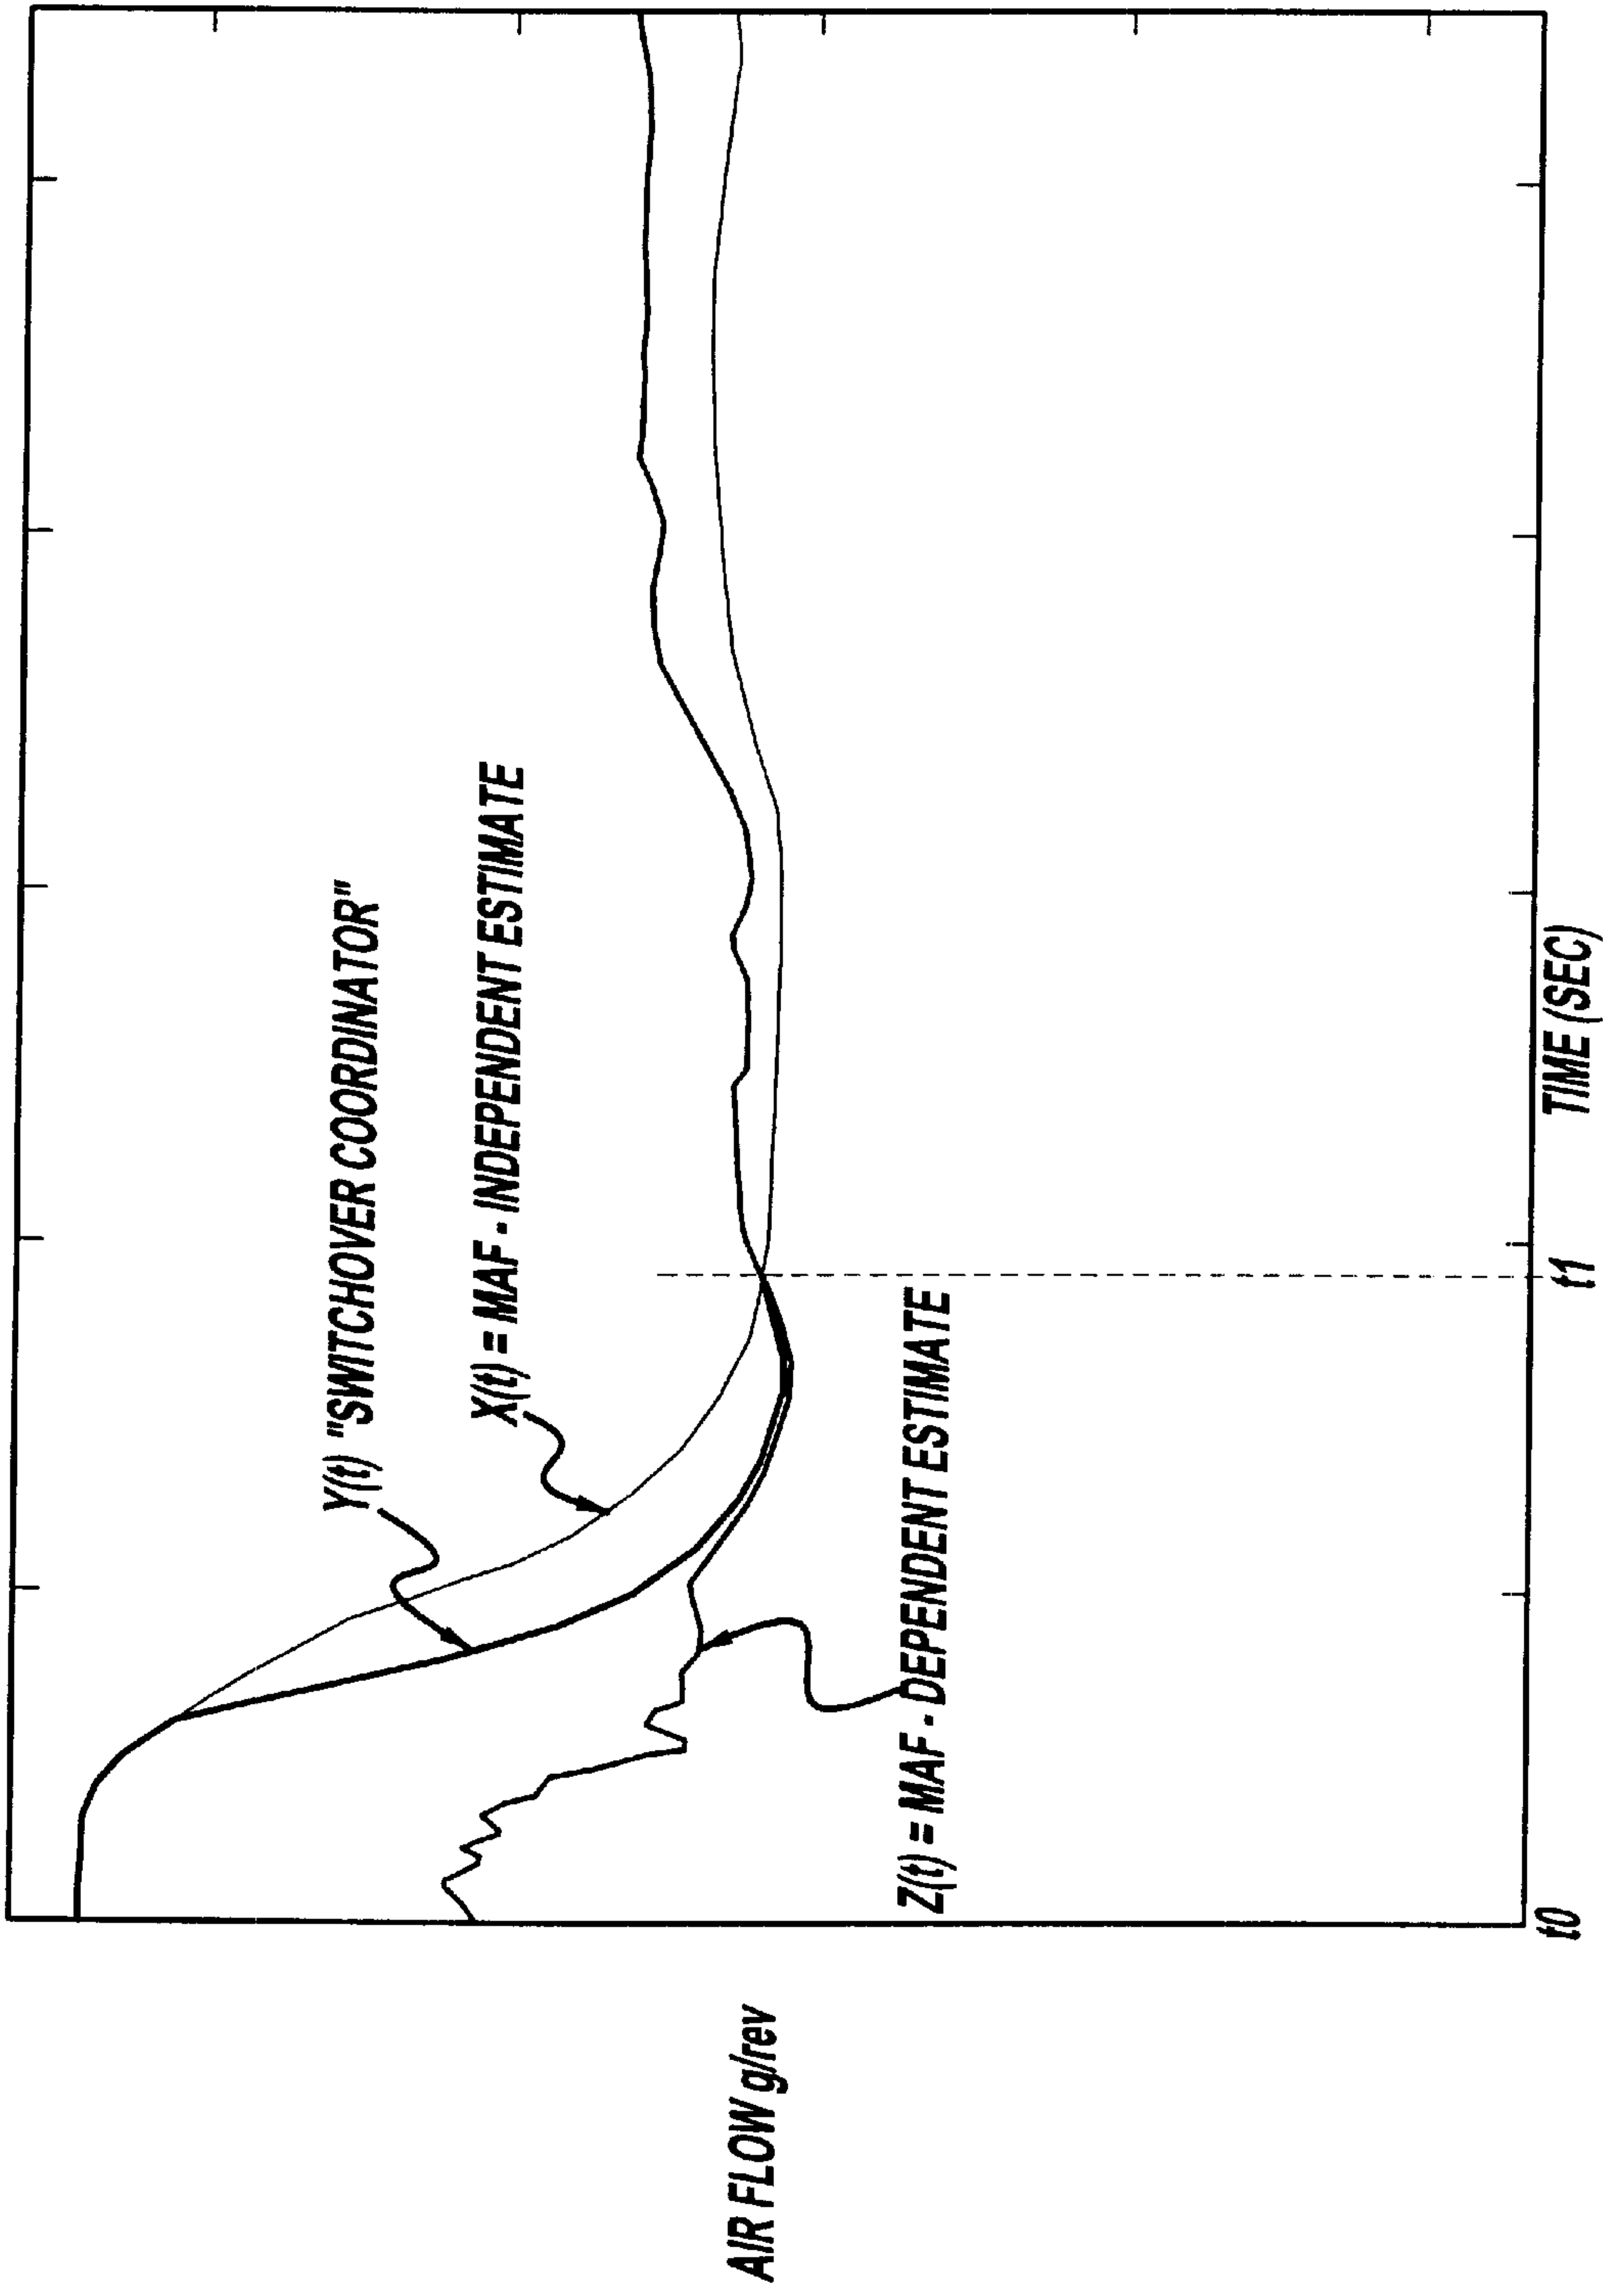 Y(t) "SWITCHOVER COORDINATOR"
X(t) = MAF - INDEPENDENT ESTIMATE
AIR FLOW g/rev
Z(t) = MAF - DEPENDENT ESTIMATE
t0
t1
TIME (SEC)